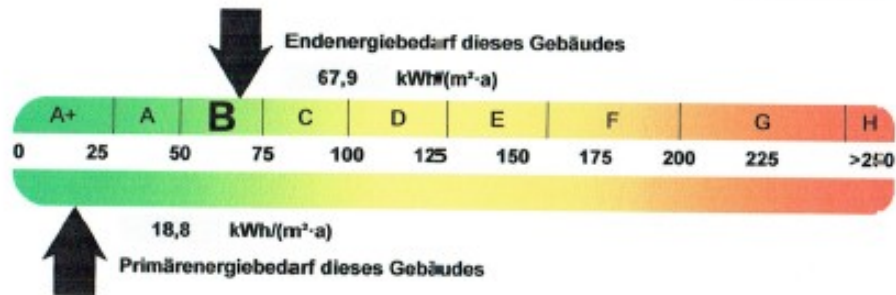 Endenergiebedarf dieses Gebäudes
67,9 kWh/(m²·a)
A+ A B C D E F G H
0 25 50 75 100 125 150 175 200 225 >250
18,8 kWh/(m²·a)
Primärenergiebedarf dieses Gebäudes